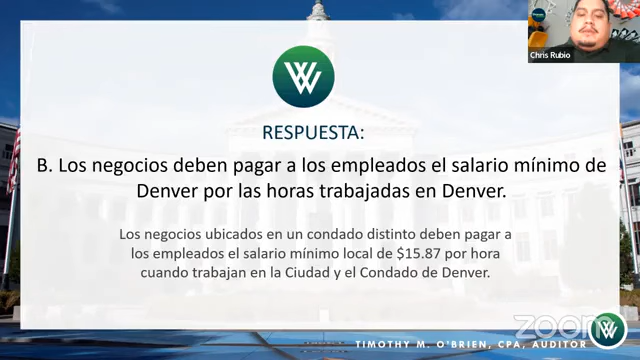 Chris Rubio
RESPUESTA:
B. Los negocios deben pagar a los empleados el salario mínimo de
Denver por las horas trabajadas en Denver.
Los negocios ubicados en un condado distinto deben pagar a
los empleados el salario mínimo local de $15.87 por hora
cuando trabajan en la Ciudad y el Condado de Denver.
zoom
TIMOTHY M. O'BRIEN, CPA, AUDITOR